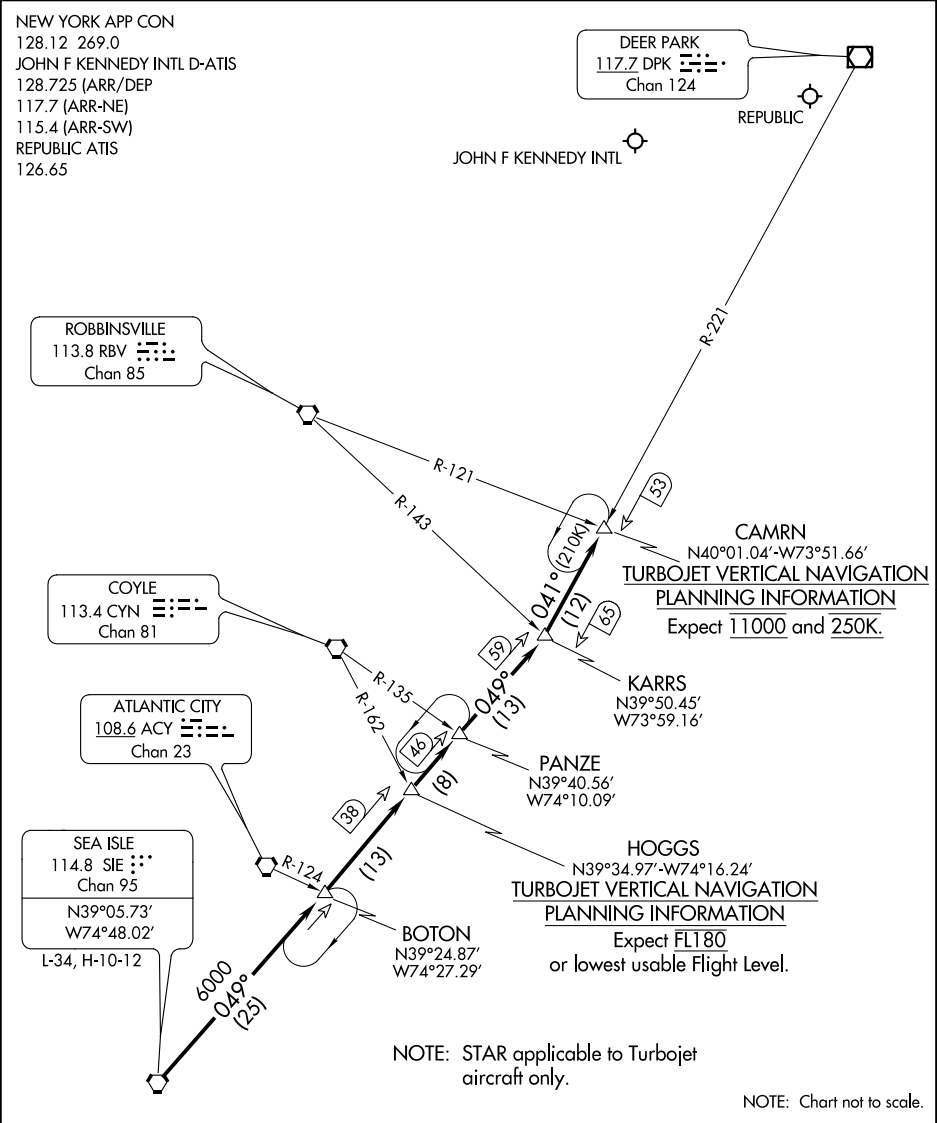 NEW YORK APP CON
128.12 269.0
JOHN F KENNEDY INTL D-ATIS
128.725 (ARR/DEP
117.7 (ARR-NE)
115.4 (ARR-SW)
REPUBLIC ATIS
126.65
DEER PARK
117.7 DPK
Chan 124
REPUBLIC
JOHN F KENNEDY INTL
R-221
ROBBINSVILLE
113.8 RBV
Chan 85
R-121
R-143
53
(210K)
041°
(12)
CAMRN
N40°01.04'-W73°51.66'
TURBOJET VERTICAL NAVIGATION
PLANNING INFORMATION
Expect 11000 and 250K.
COYLE
113.4 CYN
Chan 81
65
59
R-135
R-162
049°
(13)
KARRS
N39°50.45'
W73°59.16'
ATLANTIC CITY
108.6 ACY
Chan 23
46
(8)
PANZE
N39°40.56'
W74°10.09'
38
(13)
R-124
HOGGS
N39°34.97'-W74°16.24'
TURBOJET VERTICAL NAVIGATION
PLANNING INFORMATION
Expect FL180
or lowest usable Flight Level.
SEA ISLE
114.8 SIE
Chan 95
N39°05.73'
W74°48.02'
L-34, H-10-12
BOTON
N39°24.87'
W74°27.29'
6000
049°
(25)
NOTE: STAR applicable to Turbojet
aircraft only.
NOTE: Chart not to scale.